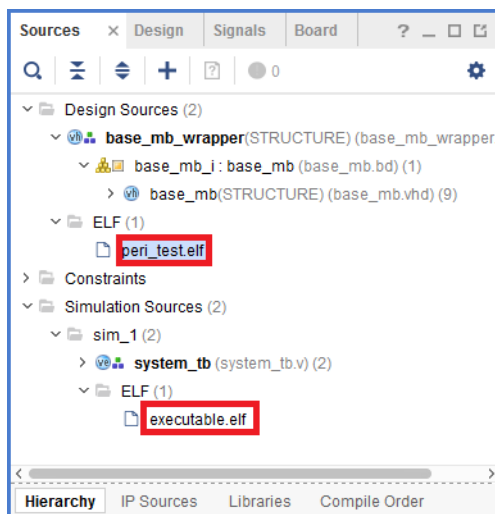 Sources × Design Signals Board ? _
0
Design Sources (2)
base_mb_wrapper(STRUCTURE) (base_mb_wrapper
base_mb_i : base_mb (base_mb.bd) (1)
base_mb(STRUCTURE) (base_mb.vhd) (9)
ELF (1)
peri_test.elf
Constraints
Simulation Sources (2)
sim_1 (2)
system_tb (system_tb.v) (2)
ELF (1)
executable.elf
Hierarchy IP Sources Libraries Compile Order